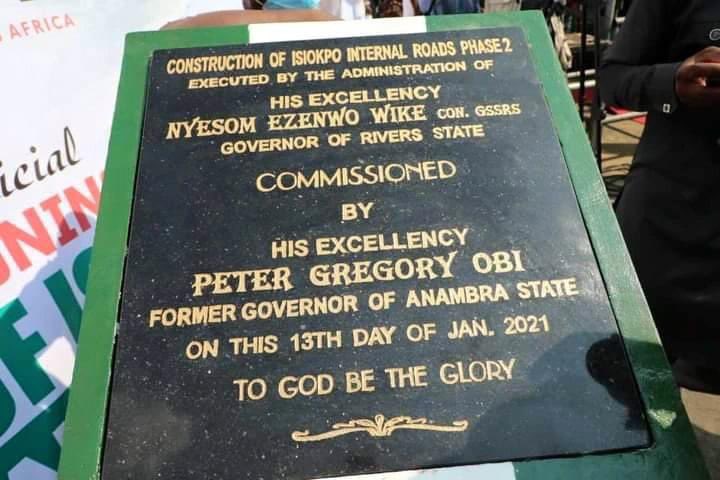 S AFRICA
icial
CONSTRUCTION OF ISIOKPO INTERNAL ROADS PHASE 2
EXECUTED BY THE ADMINISTRATION OF
HIS EXCELLENCY
NYESOM EZENWO WIKE CON. GSSRS
GOVERNOR OF RIVERS STATE
COMMISSIONED
BY
HIS EXCELLENCY
PETER GREGORY OBI
FORMER GOVERNOR OF ANAMBRA STATE
ON THIS 13TH DAY OF JAN. 2021
TO GOD BE THE GLORY